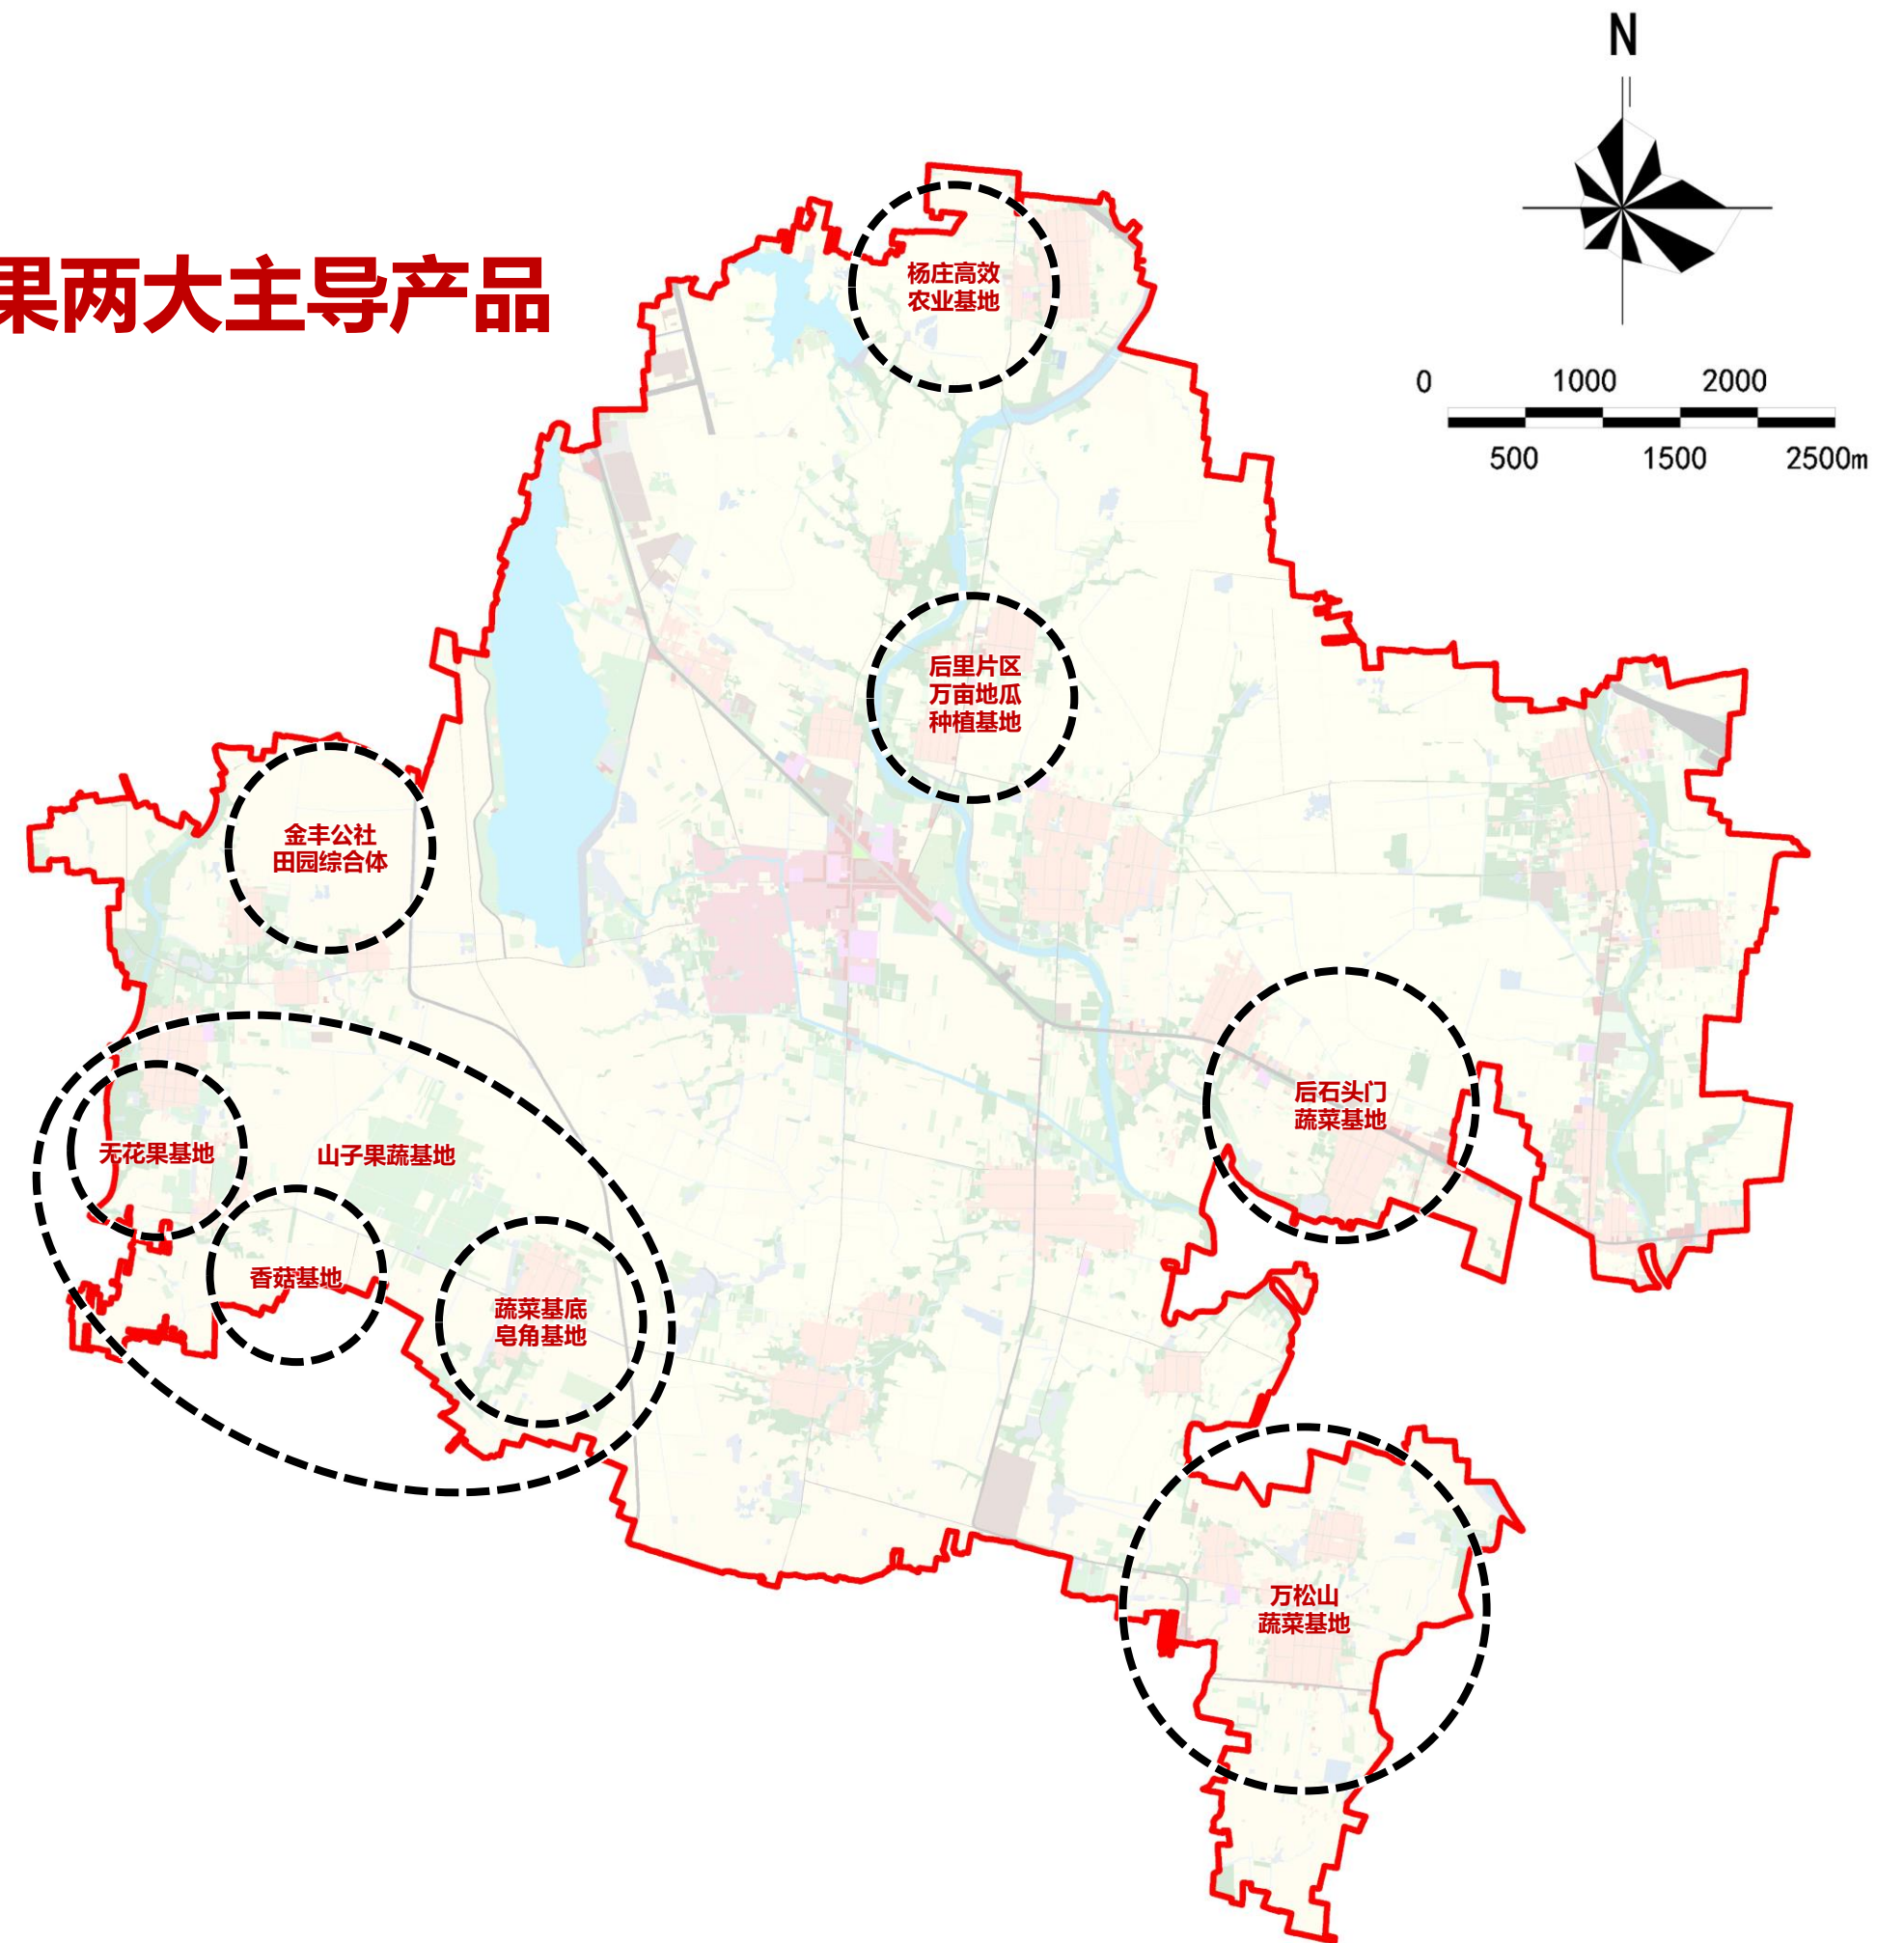 N
果两大主导产品
0 1000 2000
500 1500 2500m
杨庄高效
农业基地
后里片区
万亩地瓜
种植基地
金丰公社
田园综合体
后石头门
蔬菜基地
无花果基地
山子果蔬基地
香菇基地
蔬菜基底
皂角基地
万松山
蔬菜基地